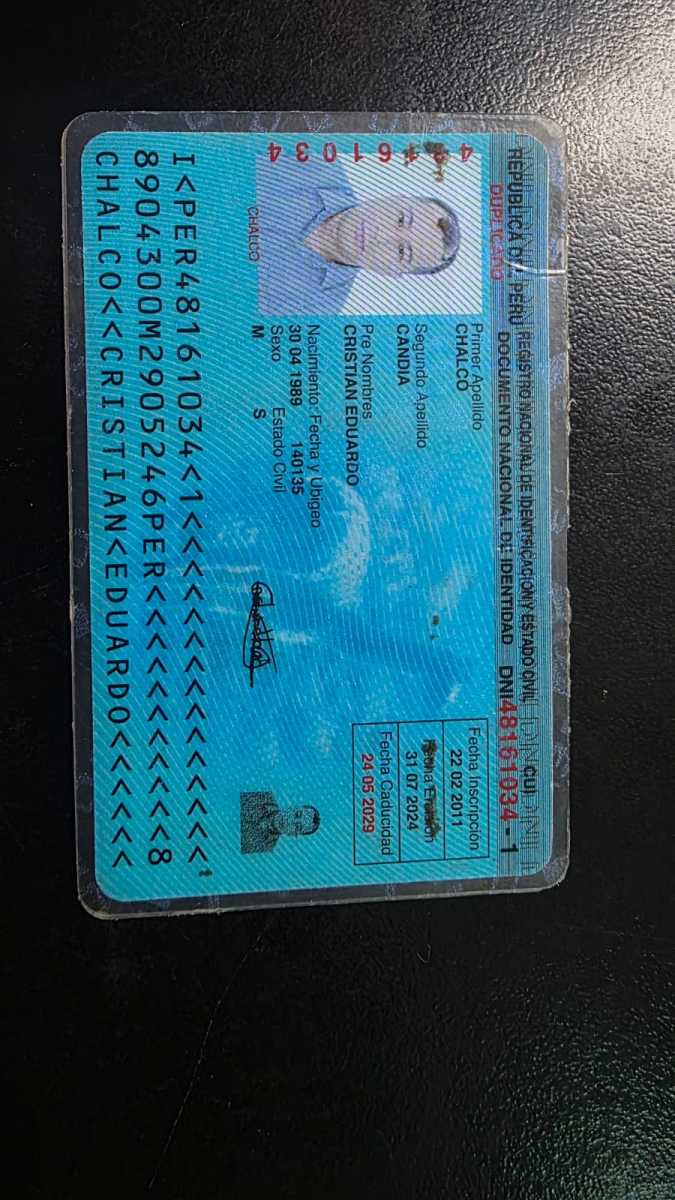 REPUBLICA DEL PERU REGISTRO NACIONAL DE IDENTIFICACION Y ESTADO CIVIL
DUPLICADO
DOCUMENTO NACIONAL DE IDENTIDAD DNI 48161034 - 1
CUI
Primer Apellido
CHALCO
Segundo Apellido
CANDIA
Pre Nombres
CRISTIAN EDUARDO
Nacimiento: Fecha y Ubigeo
30 04 1989 140135
Sexo Estado Civil
M S
Fecha Inscripción
22 02 2011
Fecha Emisión
31 07 2024
Fecha Caducidad
24 05 2029
48161034
CHALCO
I<PER48161034<1<<<<<<<<<<<<<<<
8904300M2905246PER<<<<<<<<<<<8
CHALCO<<CRISTIAN<EDUARDO<<<<<<